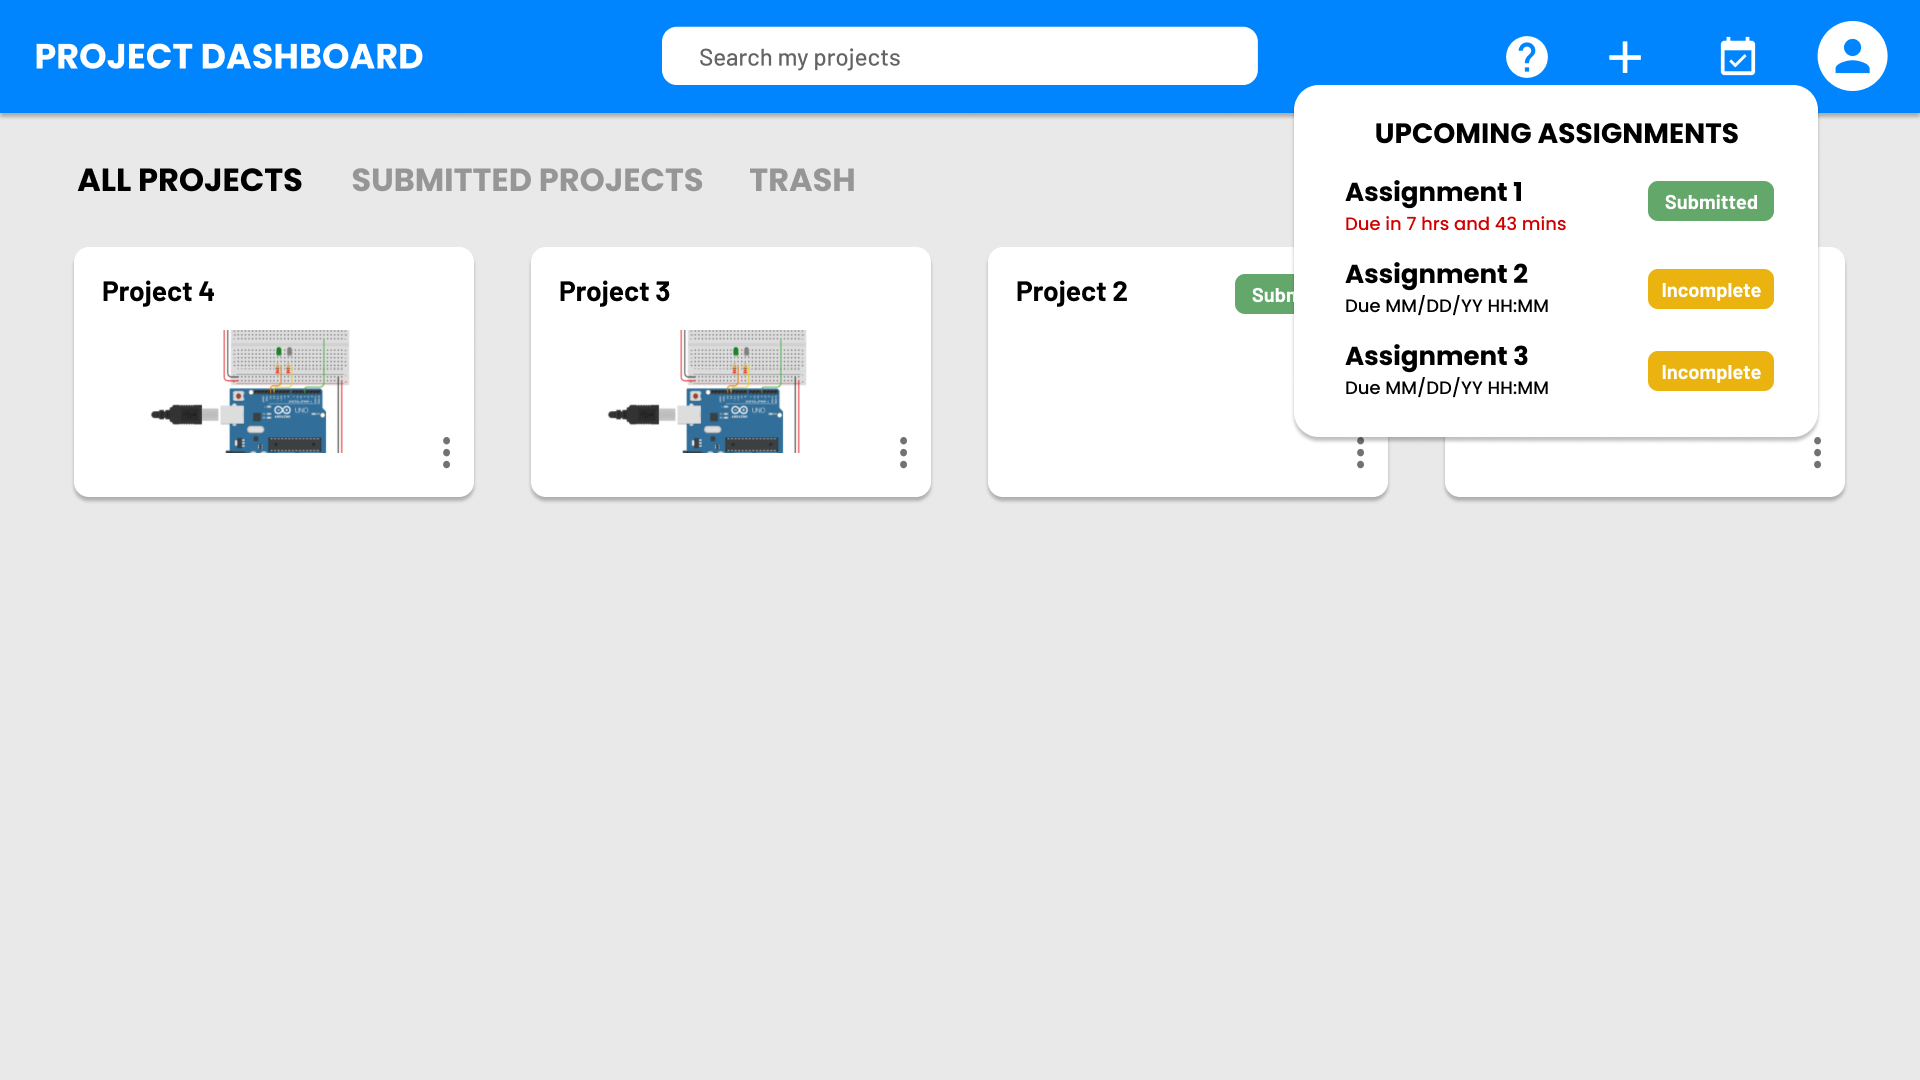 PROJECT DASHBOARD
Search my projects
UPCOMING ASSIGNMENTS
Assignment 1
Submitted
Due in 7 hrs and 43 mins
Assignment 2
Incomplete
Due MM/DD/YY HH:MM
Assignment 3
Incomplete
Due MM/DD/YY HH:MM
ALL PROJECTS
SUBMITTED PROJECTS
TRASH
Project 4
UNO
Project 3
UNO
Project 2